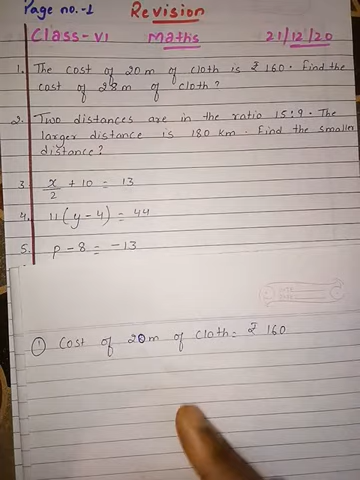 Page no.-1 Revision
Class-VI Maths 21/12/20
1. The cost of 20m of cloth is ₹160. Find the
cost of 28m of cloth?
2. Two distances are in the ratio 15:9. The
larger distance is 180 km. Find the smaller
distance?
3. x/2 + 10 = 13
4. 11(y-4) = 44
5. p-8 = -13
① Cost of 20m of cloth = ₹160